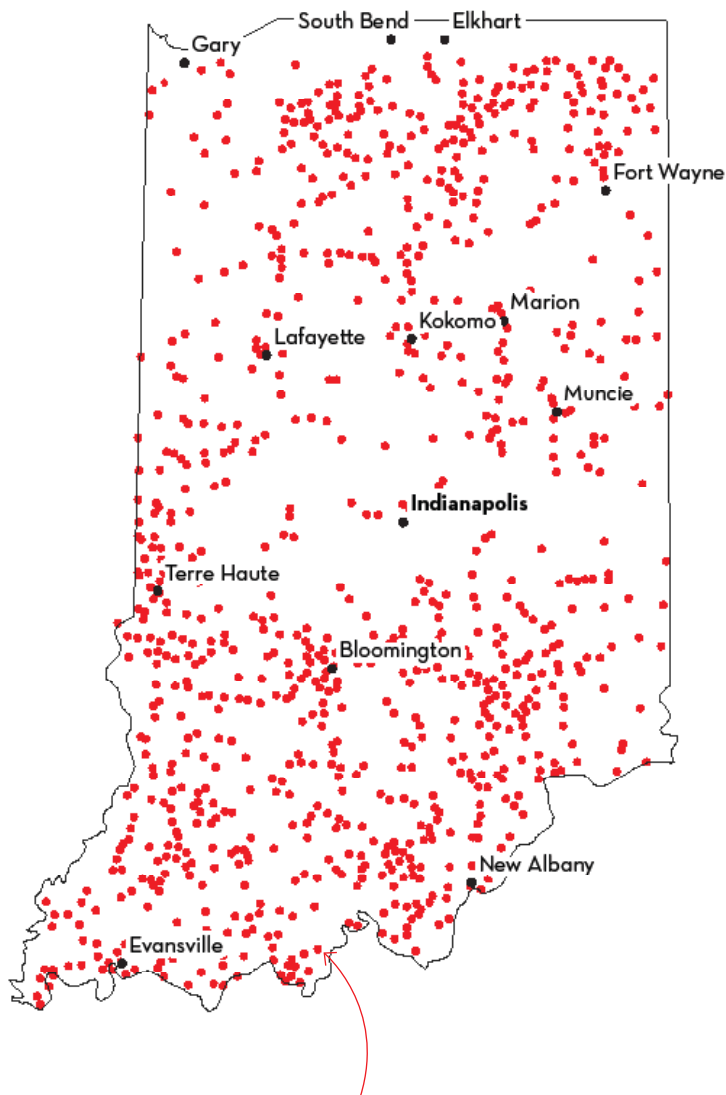 South Bend
Elkhart
Gary
Fort Wayne
Marion
Kokomo
Lafayette
Muncie
Indianapolis
Terre Haute
Bloomington
New Albany
Evansville